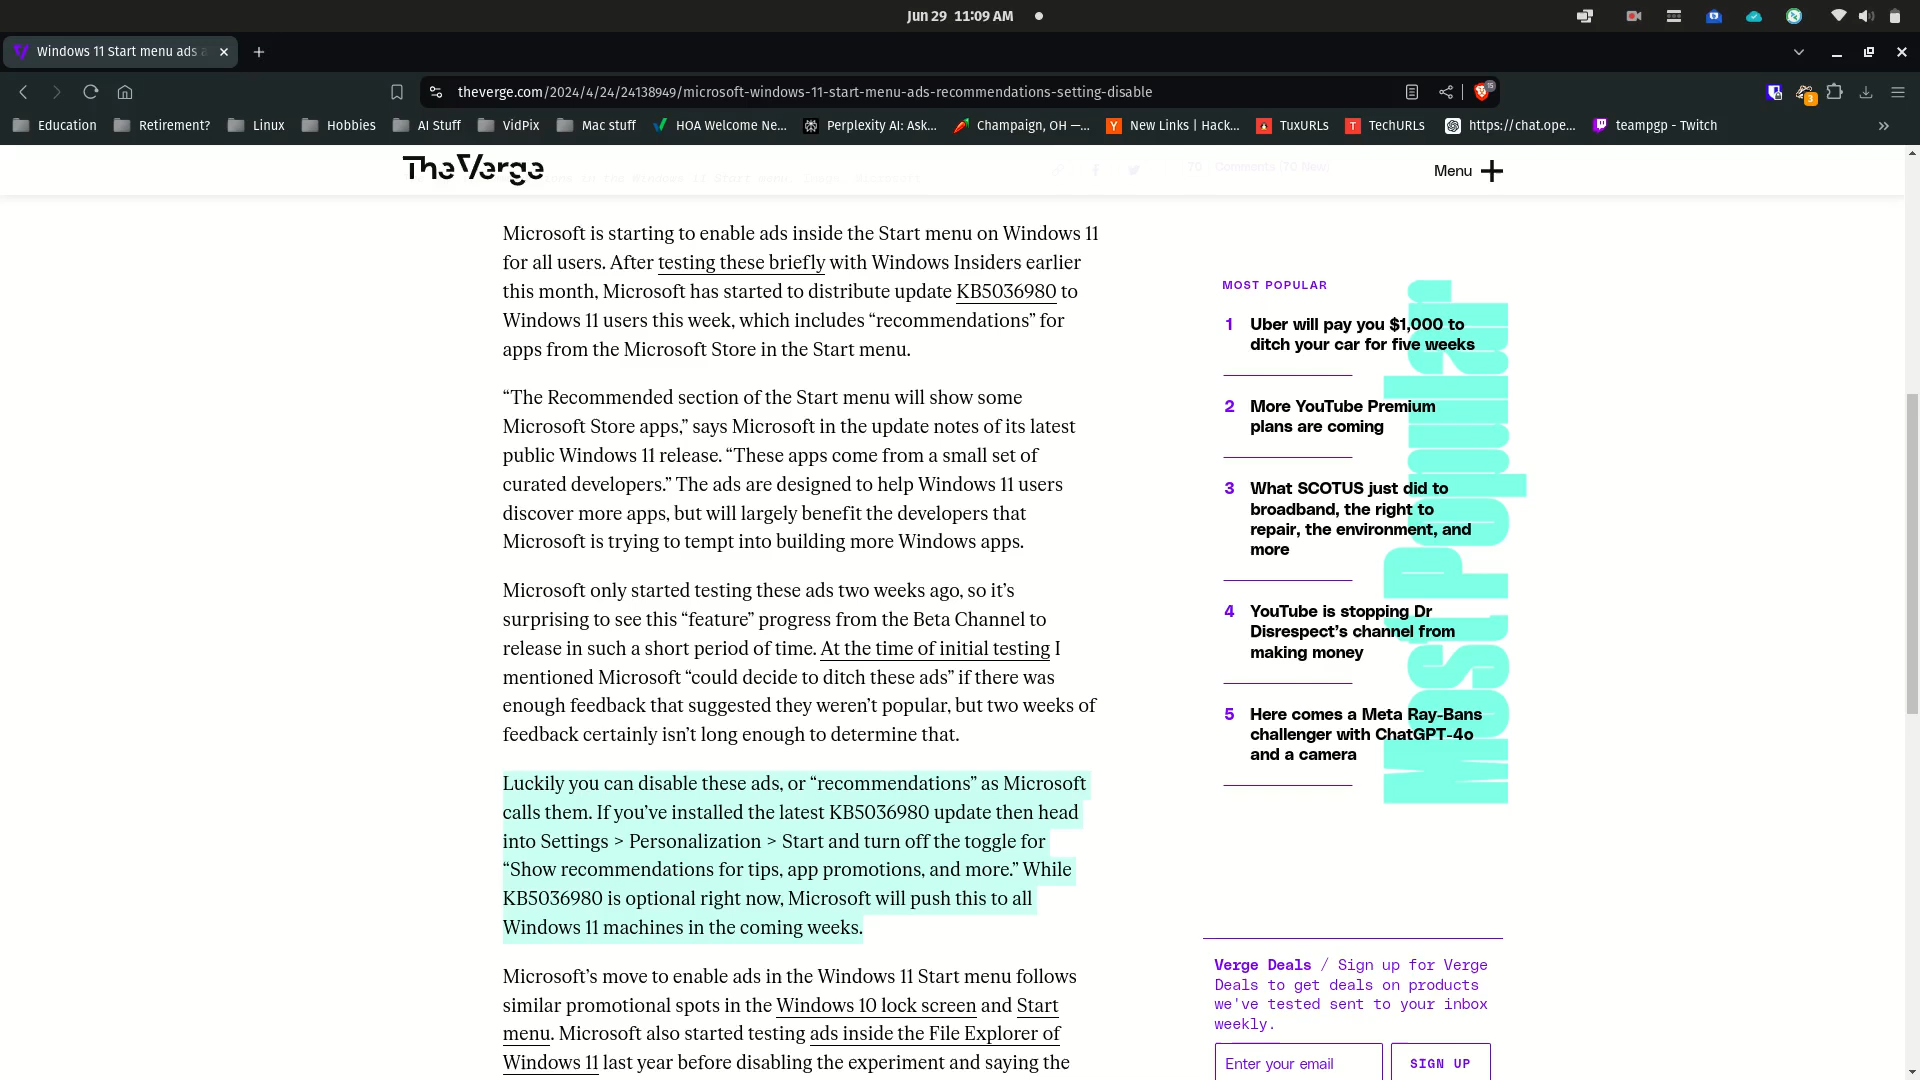 Jun 29 11:09 AM
Windows 11 Start menu ads a
theverge.com/2024/4/24/24138949/microsoft-windows-11-start-menu-ads-recommendations-setting-disable
15
3
Education
Retirement?
Linux
Hobbies
AI Stuff
VidPix
Mac stuff
HOA Welcome Ne...
Perplexity AI: Ask...
Champaign, OH —...
New Links | Hack...
TuxURLs
TechURLs
https://chat.ope...
teampgp - Twitch
The Verge
Menu
Microsoft is starting to enable ads inside the Start menu on Windows 11
for all users. After testing these briefly with Windows Insiders earlier
this month, Microsoft has started to distribute update KB5036980 to
Windows 11 users this week, which includes “recommendations” for
apps from the Microsoft Store in the Start menu.
“The Recommended section of the Start menu will show some
Microsoft Store apps,” says Microsoft in the update notes of its latest
public Windows 11 release. “These apps come from a small set of
curated developers.” The ads are designed to help Windows 11 users
discover more apps, but will largely benefit the developers that
Microsoft is trying to tempt into building more Windows apps.
Microsoft only started testing these ads two weeks ago, so it’s
surprising to see this “feature” progress from the Beta Channel to
release in such a short period of time. At the time of initial testing I
mentioned Microsoft “could decide to ditch these ads” if there was
enough feedback that suggested they weren’t popular, but two weeks of
feedback certainly isn’t long enough to determine that.
Luckily you can disable these ads, or “recommendations” as Microsoft
calls them. If you’ve installed the latest KB5036980 update then head
into Settings > Personalization > Start and turn off the toggle for
“Show recommendations for tips, app promotions, and more.” While
KB5036980 is optional right now, Microsoft will push this to all
Windows 11 machines in the coming weeks.
Microsoft’s move to enable ads in the Windows 11 Start menu follows
similar promotional spots in the Windows 10 lock screen and Start
menu. Microsoft also started testing ads inside the File Explorer of
Windows 11 last year before disabling the experiment and saying the
MOST POPULAR
Most Popular
1 Uber will pay you $1,000 to
ditch your car for five weeks
2 More YouTube Premium
plans are coming
3 What SCOTUS just did to
broadband, the right to
repair, the environment, and
more
4 YouTube is stopping Dr
Disrespect’s channel from
making money
5 Here comes a Meta Ray-Bans
challenger with ChatGPT-4o
and a camera
Verge Deals / Sign up for Verge
Deals to get deals on products
we've tested sent to your inbox
weekly.
Enter your email
SIGN UP